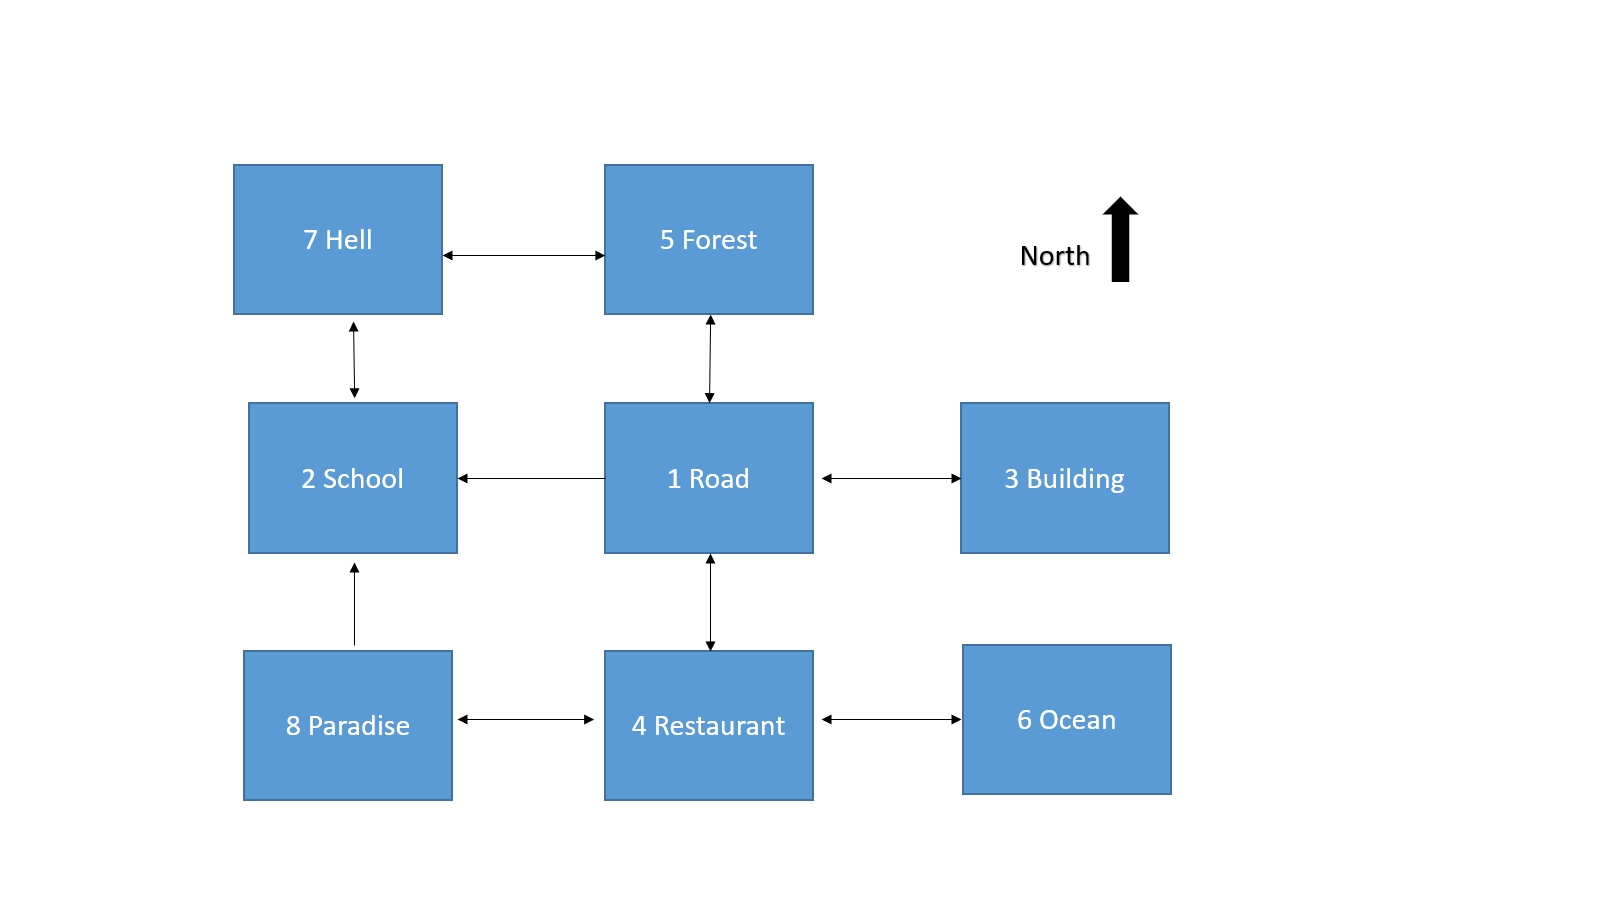 7 Hell
5 Forest
North
2 School
1 Road
3 Building
8 Paradise
4 Restaurant
6 Ocean